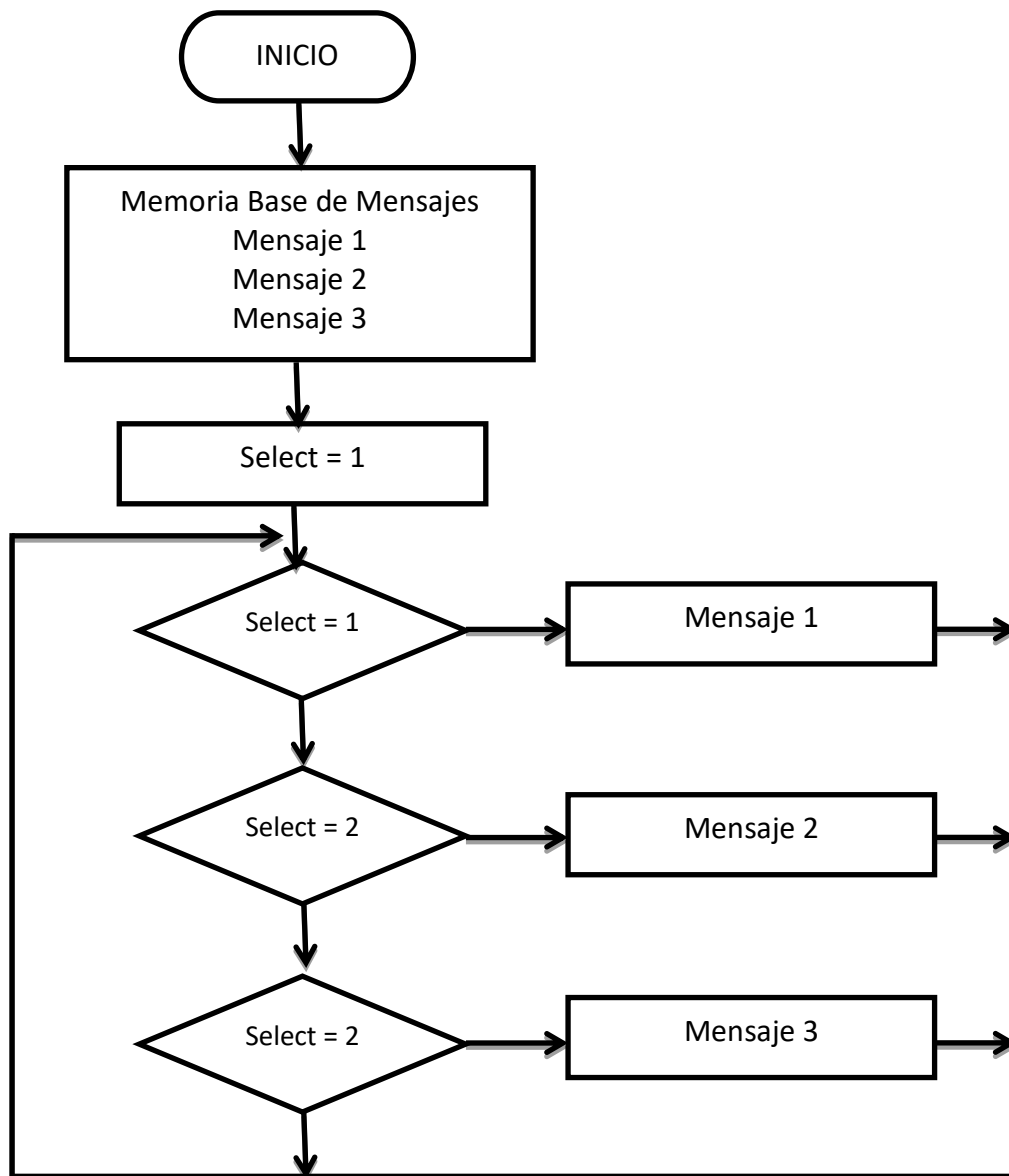 INICIO
Memoria Base de Mensajes
Mensaje 1
Mensaje 2
Mensaje 3
Select = 1
Select = 1
Mensaje 1
Select = 2
Mensaje 2
Select = 2
Mensaje 3